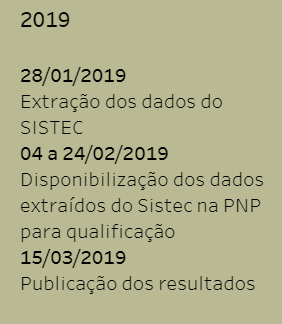 2019
28/01/2019
Extração dos dados do
SISTEC
04 a 24/02/2019
Disponibilização dos dados
extraídos do Sistec na PNP
para qualificação
15/03/2019
Publicação dos resultados